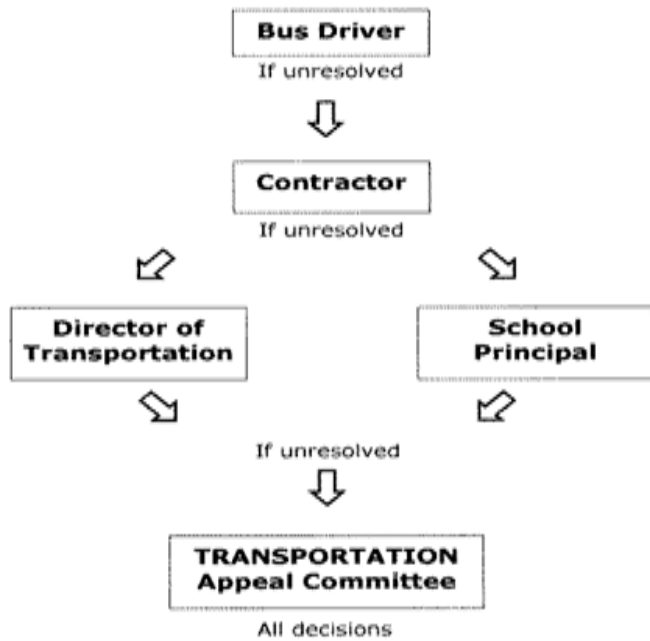 Bus Driver
If unresolved
Contractor
If unresolved
Director of
Transportation
School
Principal
If unresolved
TRANSPORTATION
Appeal Committee
All decisions